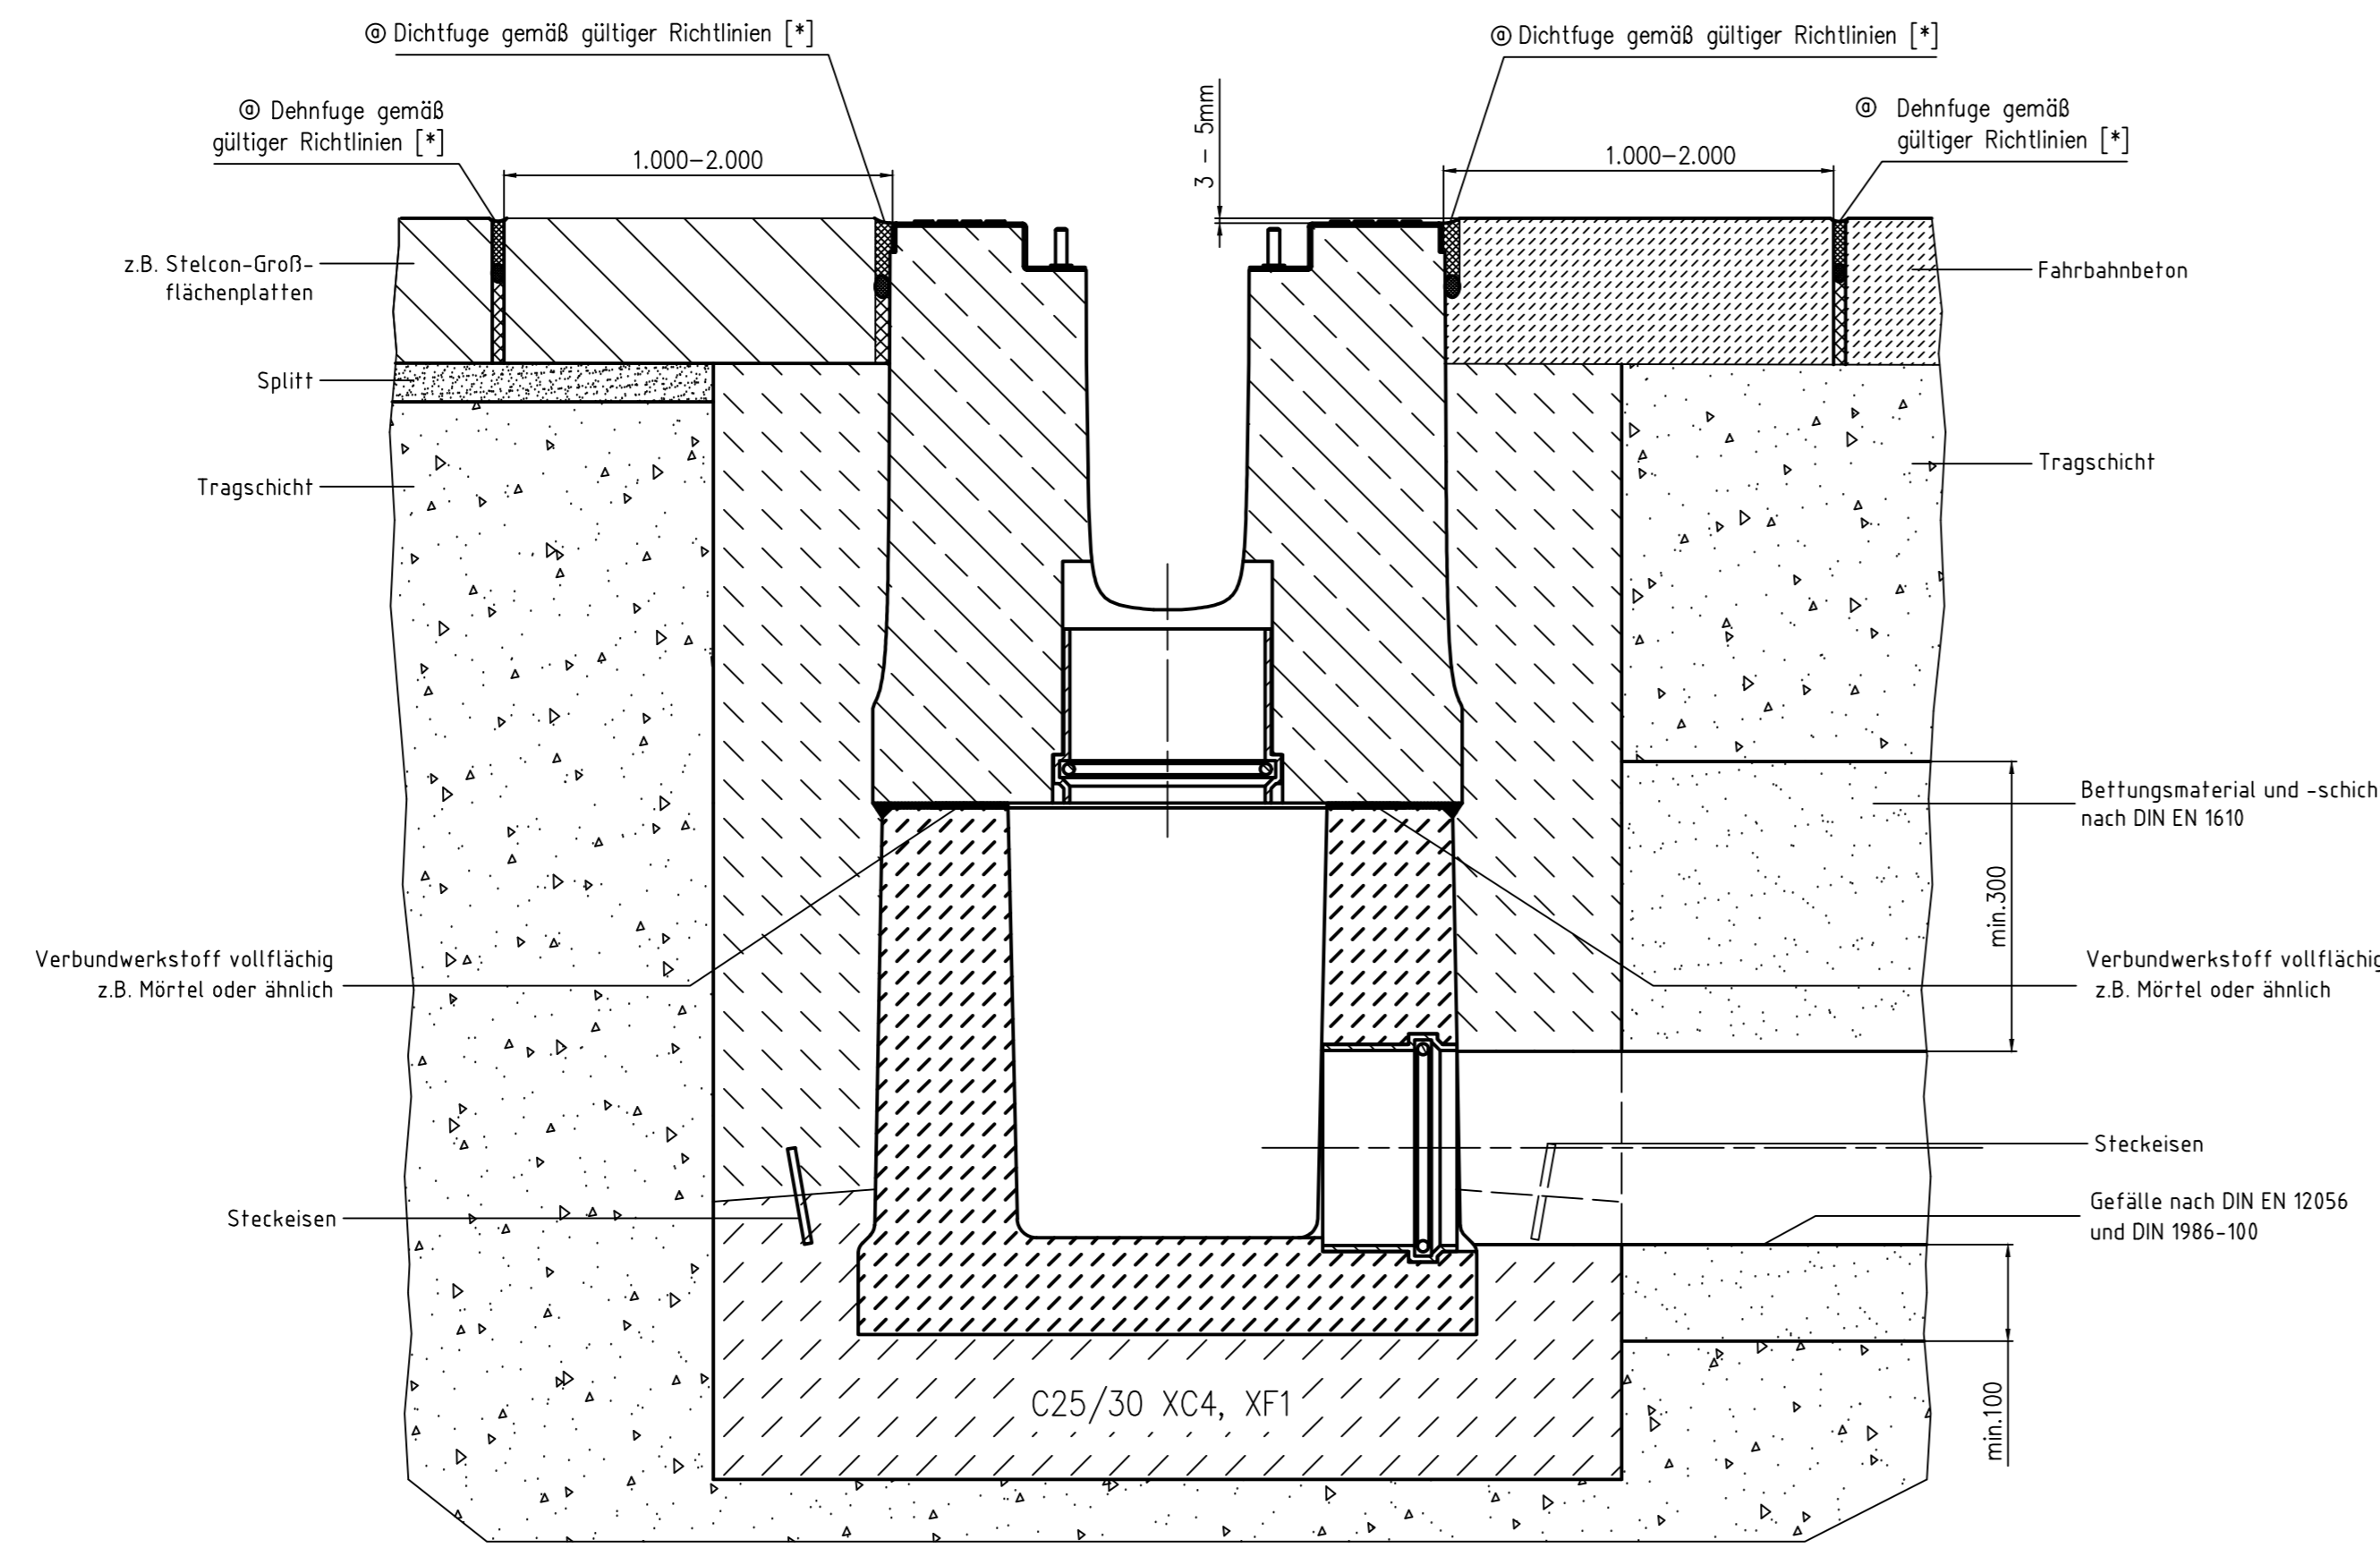 @ Dichtfuge gemäß gültiger Richtlinien [*]
@ Dichtfuge gemäß gültiger Richtlinien [*]
@ Dehnfuge gemäß
gültiger Richtlinien [*]
@ Dehnfuge gemäß
gültiger Richtlinien [*]
1.000-2.000
3 - 5mm
1.000-2.000
z.B. Stelcon-Groß-
flächenplatten
Fahrbahnbeton
Splitt
Tragschicht
Tragschicht
Bettungsmaterial und -schich
nach DIN EN 1610
min.300
Verbundwerkstoff vollflächig
z.B. Mörtel oder ähnlich
Verbundwerkstoff vollflächig
z.B. Mörtel oder ähnlich
Steckeisen
Steckeisen
Gefälle nach DIN EN 12056
und DIN 1986-100
C25/30 XC4, XF1
min.100